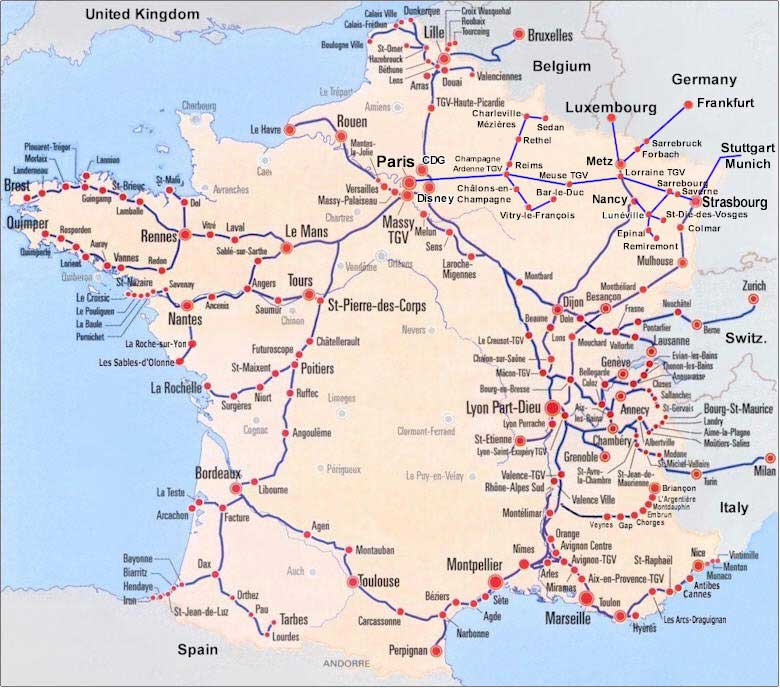 United Kingdom
Calais Ville
Dunkerque
Calais-Fréthun
Boulogne Ville
Croix Wasquehal
Roubaix
Tourcoing
Lille
Bruxelles
St-Omer
Hazebrouck
Béthune
Lens
Arras
Douai
Valenciennes
Belgium
Germany
Frankfurt
Luxembourg
Le Tréport
Amiens
TGV-Haute-Picardie
Charleville
Mézières
Sedan
Rethel
Reims
Cherbourg
Le Havre
Rouen
Mantes-
la-Jolie
Caen
Paris
CDG
Champagne
Ardenne TGV
Meuse TGV
Metz
Sarrebruck
Forbach
Lorraine TGV
Stuttgart
Munich
Sarrebourg
Saverne
Strasbourg
Versailles
Massy-Palaiseau
Disney
Châlons-en-
Champagne
Bar-le-Duc
Vitry-le-François
Nancy
Lunéville
St-Dié-des-Vosges
Epinal
Remiremont
Colmar
Mulhouse
Plouaret-Trégor
Morlaix
Landerneau
Lannion
Brest
St-Brieuc
Guingamp
Lamballe
St-Malo
Dol
Avranches
Chartres
Massy
TGV
Melun
Sens
Quimper
Rosporden
Quimperlé
Lorient
Auray
Vannes
Redon
Quiberon
Rennes
Vitré
Laval
Le Mans
Sablé-sur-Sarthe
Vendôme
Orléans
Laroche-
Migennes
Montbard
Montbéliard
St-Nazaire
Savenay
Le Croisic
Le Pouliguen
La Baule
Pornichet
Nantes
Ancenis
Angers
Saumur
Tours
Chinon
St-Pierre-des-Corps
Dijon
Besançon
Beaune
Dole
Frasne
Neuchâtel
Zurich
Berne
Pontarlier
Switz.
La Roche-sur-Yon
Les Sables-d'Olonne
Châtellerault
Futuroscope
Poitiers
St-Maixent
Nevers
Le Creusot-TGV
Chalon-sur-Saône
Mâcon-TGV
Bourg-en-Bresse
Lons
Mouchard
Vallorbe
Lausanne
Genève
Evian-les-Bains
Thonon-les-Bains
Annemasse
Bellegarde
Culoz
Cluses
Sallanches
St-Gervais
La Rochelle
Surgères
Niort
Ruffec
Angoulême
Limoges
Cognac
Périgueux
Clermont-Ferrand
Le Puy-en-Velay
Lyon Part-Dieu
Lyon Perrache
Lyon-Saint-Exupéry TGV
St-Etienne
Aix-
les-Bains
Annecy
Chambéry
Grenoble
Bourg-St-Maurice
Landry
Aime-la-Plagne
Moûtiers-Salins
Albertville
Modane
St-Michel-Valloire
St-Jean-de-
Maurienne
St-Avre-
la-Chambre
Turin
Milan
Italy
Bordeaux
Libourne
La Teste
Arcachon
Facture
Agen
Montauban
Valence-TGV
Rhône-Alpes Sud
Valence Ville
Montélimar
Briançon
L'Argentière
Montdauphin
Embrun
Chorges
Gap
Veynes
Bayonne
Biarritz
Hendaye
Irun
Dax
St-Jean-de-Luz
Orthez
Pau
Tarbes
Lourdes
Auch
Toulouse
Carcassonne
Orange
Avignon Centre
Avignon-TGV
Nîmes
Arles
Miramas
Aix-en-Provence-TGV
Montpellier
Sète
Agde
Béziers
Narbonne
Perpignan
Marseille
Toulon
Hyères
Les Arcs-Draguignan
St-Raphaël
Cannes
Antibes
Nice
Vintimille
Menton
Monaco
Spain
ANDORRE